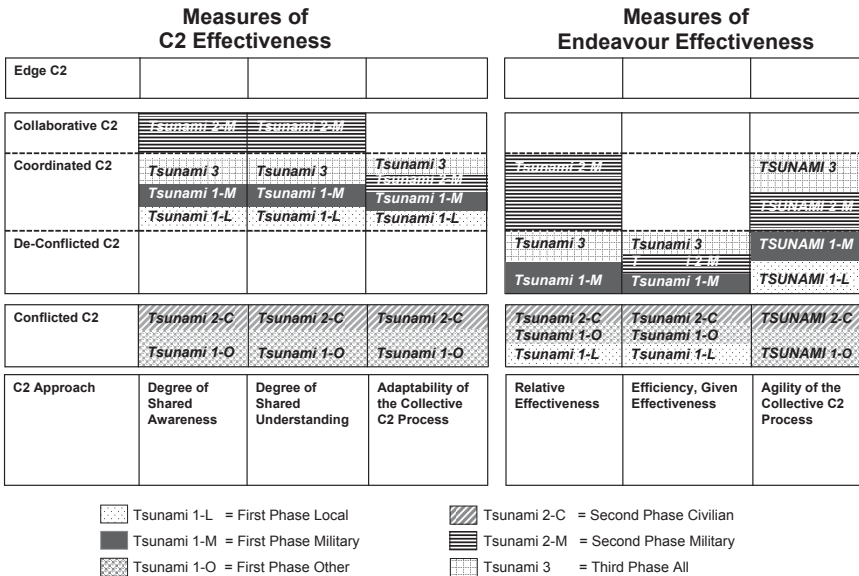 Measures of
C2 Effectiveness
Measures of
Endeavour Effectiveness
Edge C2
Collaborative C2
Tsunami 2-M Tsunami 2-M
Coordinated C2
Tsunami 3 Tsunami 3 Tsunami 3 Tsunami 2-M TSUNAMI 3
Tsunami 2-M
Tsunami 1-M Tsunami 1-M Tsunami 1-M TSUNAMI 2-M
Tsunami 1-L Tsunami 1-L Tsunami 1-L
De-Conflicted C2
Tsunami 3 Tsunami 3 TSUNAMI 1-M
T 2-M
Tsunami 1-M Tsunami 1-M TSUNAMI 1-L
Conflicted C2
Tsunami 2-C Tsunami 2-C Tsunami 2-C Tsunami 2-C Tsunami 2-C TSUNAMI 2-C
Tsunami 1-O Tsunami 1-O
Tsunami 1-O Tsunami 1-O Tsunami 1-O Tsunami 1-L Tsunami 1-L TSUNAMI 1-O
C2 Approach
Degree of
Shared
Awareness
Degree of
Shared
Understanding
Adaptability of
the Collective
C2 Process
Relative
Effectiveness
Efficiency, Given
Effectiveness
Agility of the
Collective C2
Process
Tsunami 1-L = First Phase Local
Tsunami 1-M = First Phase Military
Tsunami 1-O = First Phase Other
Tsunami 2-C = Second Phase Civilian
Tsunami 2-M = Second Phase Military
Tsunami 3 = Third Phase All